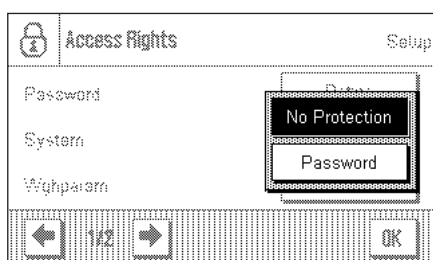 Access Rights
Setup
Password
System
No Protection
Password
Wghparam
1/2
OK